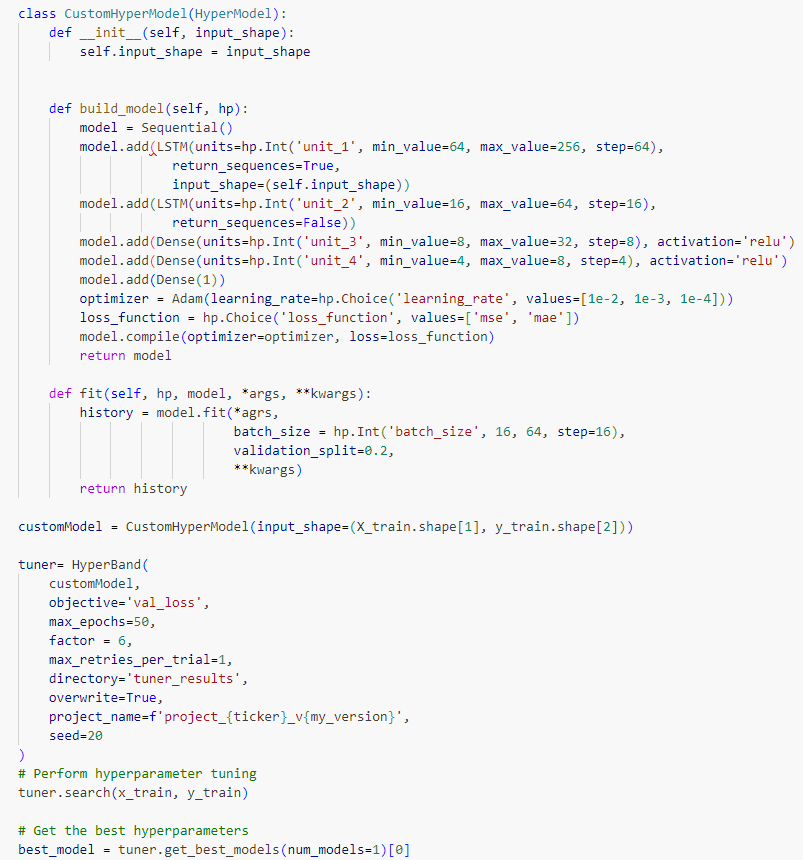 class CustomHyperModel(HyperModel):
    def __init__(self, input_shape):
        self.input_shape = input_shape


    def build_model(self, hp):
        model = Sequential()
        model.add(LSTM(units=hp.Int('unit_1', min_value=64, max_value=256, step=64),
                    return_sequences=True,
                    input_shape=(self.input_shape))
        model.add(LSTM(units=hp.Int('unit_2', min_value=16, max_value=64, step=16),
                    return_sequences=False))
        model.add(Dense(units=hp.Int('unit_3', min_value=8, max_value=32, step=8), activation='relu')
        model.add(Dense(units=hp.Int('unit_4', min_value=4, max_value=8, step=4), activation='relu')
        model.add(Dense(1))
        optimizer = Adam(learning_rate=hp.Choice('learning_rate', values=[1e-2, 1e-3, 1e-4]))
        loss_function = hp.Choice('loss_function', values=['mse', 'mae'])
        model.compile(optimizer=optimizer, loss=loss_function)
        return model

    def fit(self, hp, model, *args, **kwargs):
        history = model.fit(*agrs,
                            batch_size = hp.Int('batch_size', 16, 64, step=16),
                            validation_split=0.2,
                            **kwargs)
        return history

customModel = CustomHyperModel(input_shape=(X_train.shape[1], y_train.shape[2]))

tuner= HyperBand(
    customModel,
    objective='val_loss',
    max_epochs=50,
    factor = 6,
    max_retries_per_trial=1,
    directory='tuner_results',
    overwrite=True,
    project_name=f'project_{ticker}_v{my_version}',
    seed=20
)
# Perform hyperparameter tuning
tuner.search(x_train, y_train)

# Get the best hyperparameters
best_model = tuner.get_best_models(num_models=1)[0]